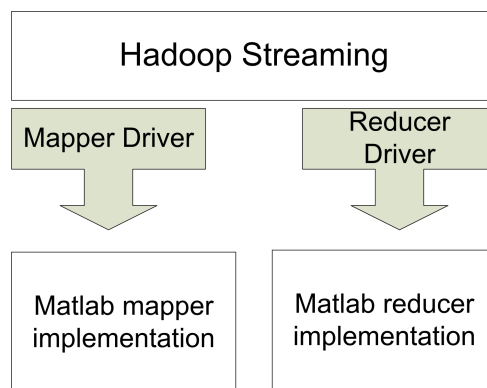 Hadoop Streaming
Mapper Driver
Reducer
Driver
Matlab mapper
implementation
Matlab reducer
implementation